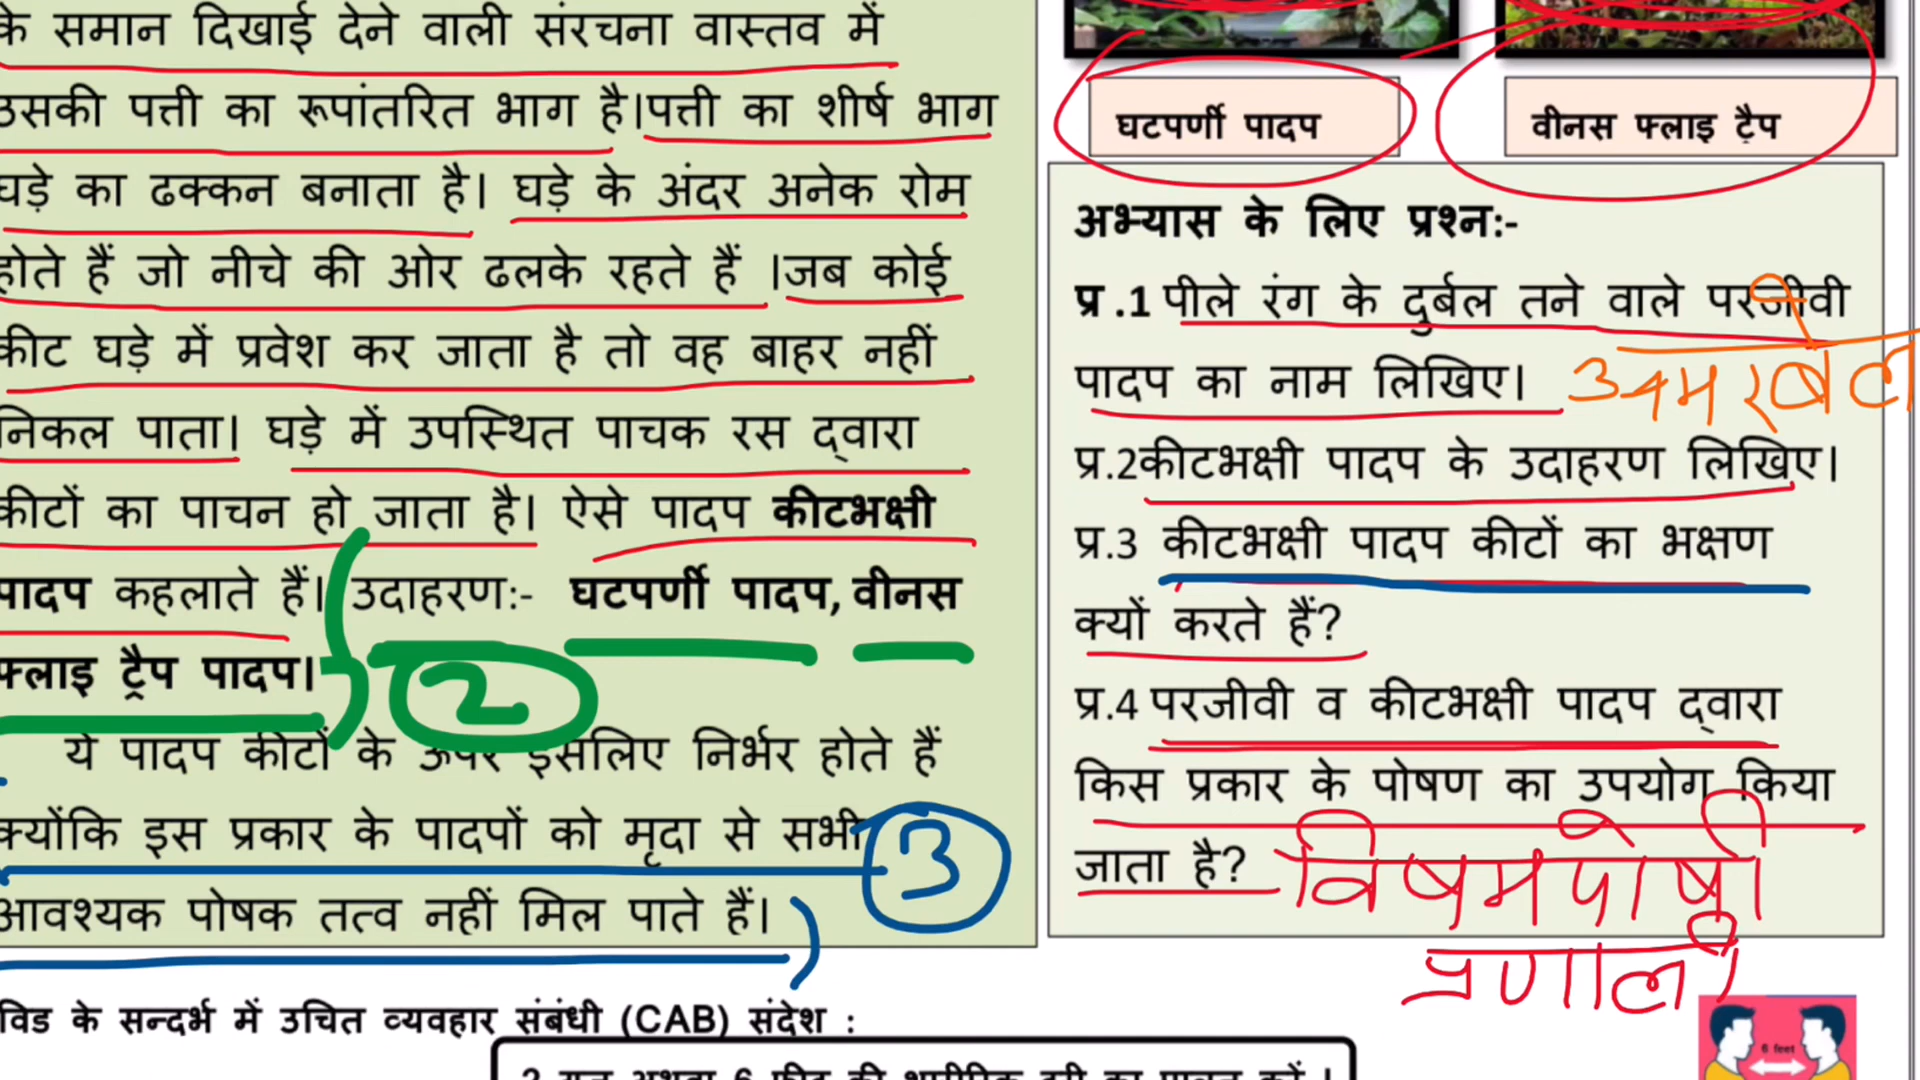 के समान दिखाई देने वाली संरचना वास्तव में
उसकी पत्ती का रूपांतरित भाग है।पत्ती का शीर्ष भाग
घड़े का ढक्कन बनाता है। घड़े के अंदर अनेक रोम
होते हैं जो नीचे की ओर ढलके रहते हैं ।जब कोई
कीट घड़े में प्रवेश कर जाता है तो वह बाहर नहीं
निकल पाता। घड़े में उपस्थित पाचक रस द्वारा
कीटों का पाचन हो जाता है। ऐसे पादप कीटभक्षी
पादप कहलाते हैं। उदाहरण:- घटपर्णी पादप, वीनस
फ्लाइ ट्रैप पादप।
2
ये पादप कीटों के ऊपर इसलिए निर्भर होते हैं
क्योंकि इस प्रकार के पादपों को मृदा से सभी
3
आवश्यक पोषक तत्व नहीं मिल पाते हैं।
घटपर्णी पादप
वीनस फ्लाइ ट्रैप
अभ्यास के लिए प्रश्न:-
प्र .1 पीले रंग के दुर्बल तने वाले परजीवी
पादप का नाम लिखिए। अमरबेल
प्र.2कीटभक्षी पादप के उदाहरण लिखिए।
प्र.3 कीटभक्षी पादप कीटों का भक्षण
क्यों करते हैं?
प्र.4 परजीवी व कीटभक्षी पादप द्वारा
किस प्रकार के पोषण का उपयोग किया
जाता है? विषमपोषी
प्रणाली
विड के सन्दर्भ में उचित व्यवहार संबंधी (CAB) संदेश :
6 feet